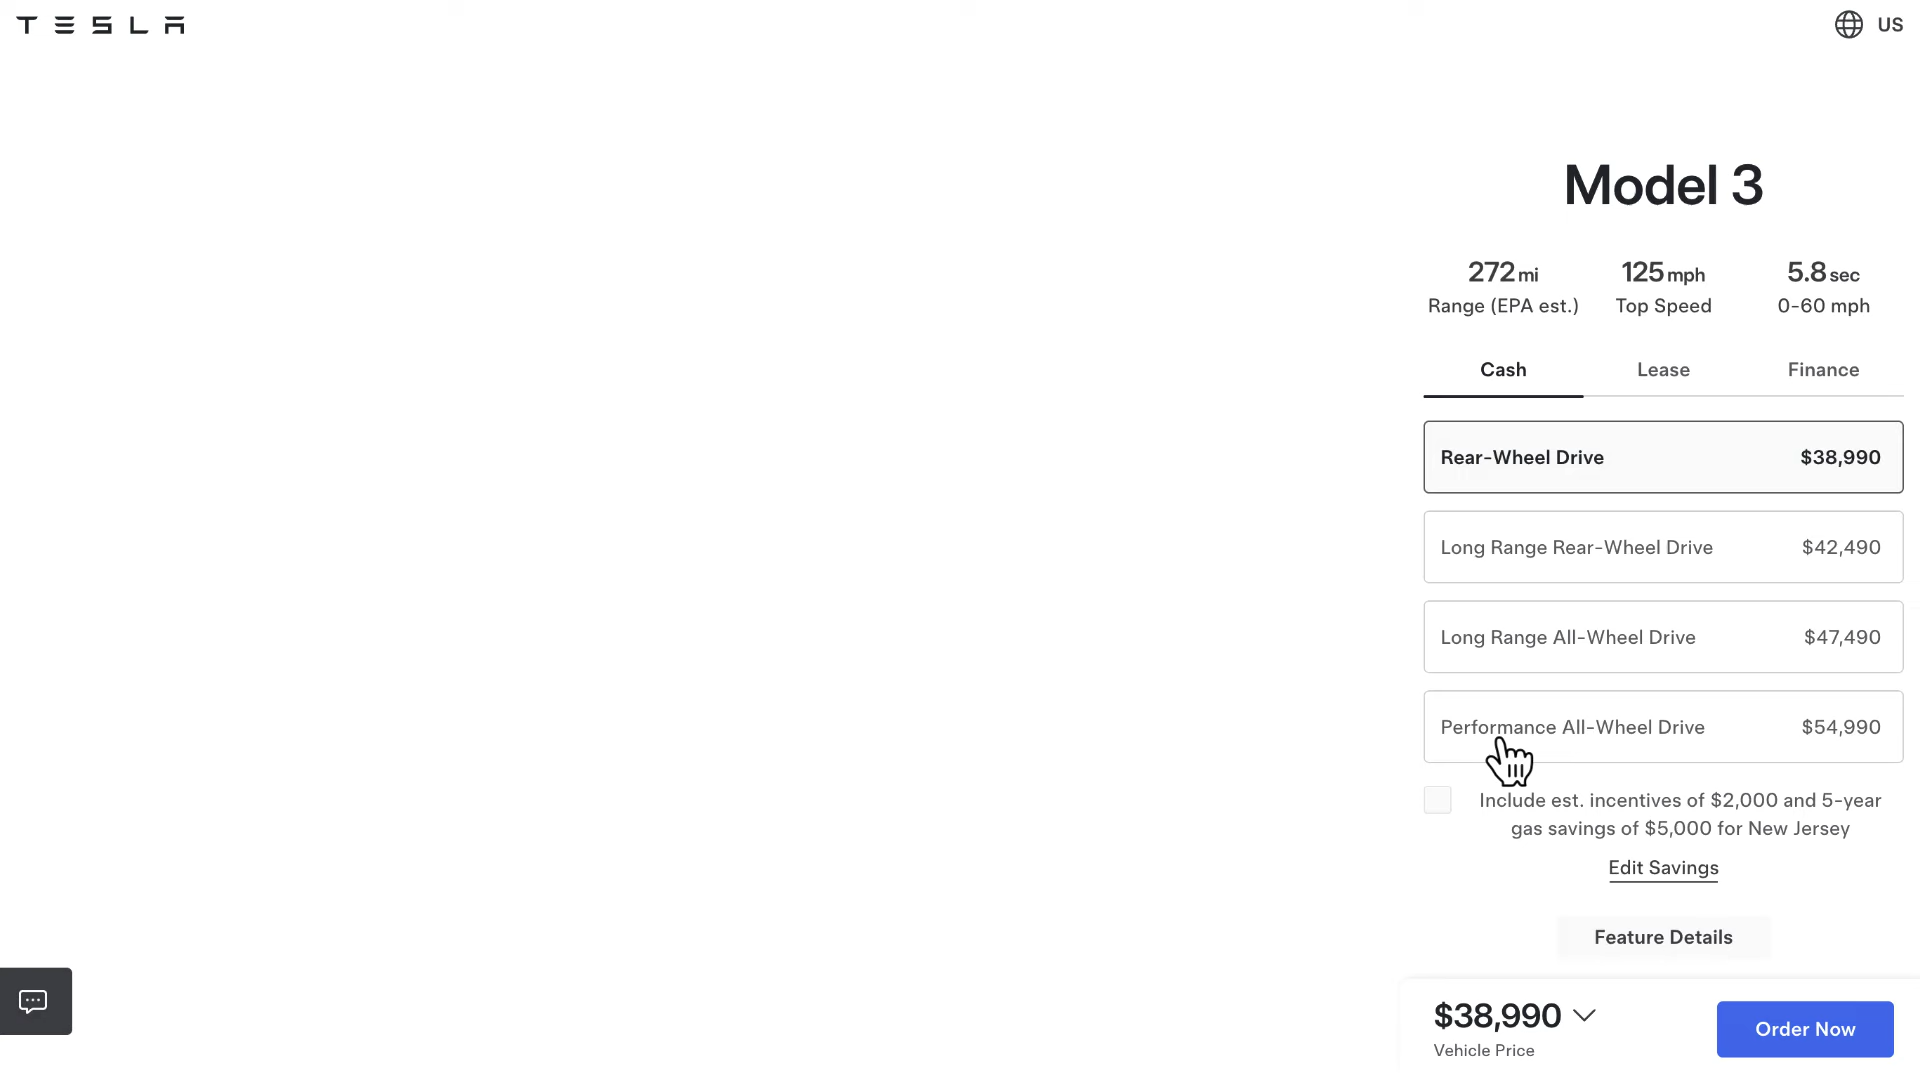 TESLA
US
Model 3
272 mi
Range (EPA est.)
125 mph
Top Speed
5.8 sec
0-60 mph
Cash
Lease
Finance
Rear-Wheel Drive $38,990
Long Range Rear-Wheel Drive $42,490
Long Range All-Wheel Drive $47,490
Performance All-Wheel Drive $54,990
Include est. incentives of $2,000 and 5-year
gas savings of $5,000 for New Jersey
Edit Savings
Feature Details
$38,990
Vehicle Price
Order Now